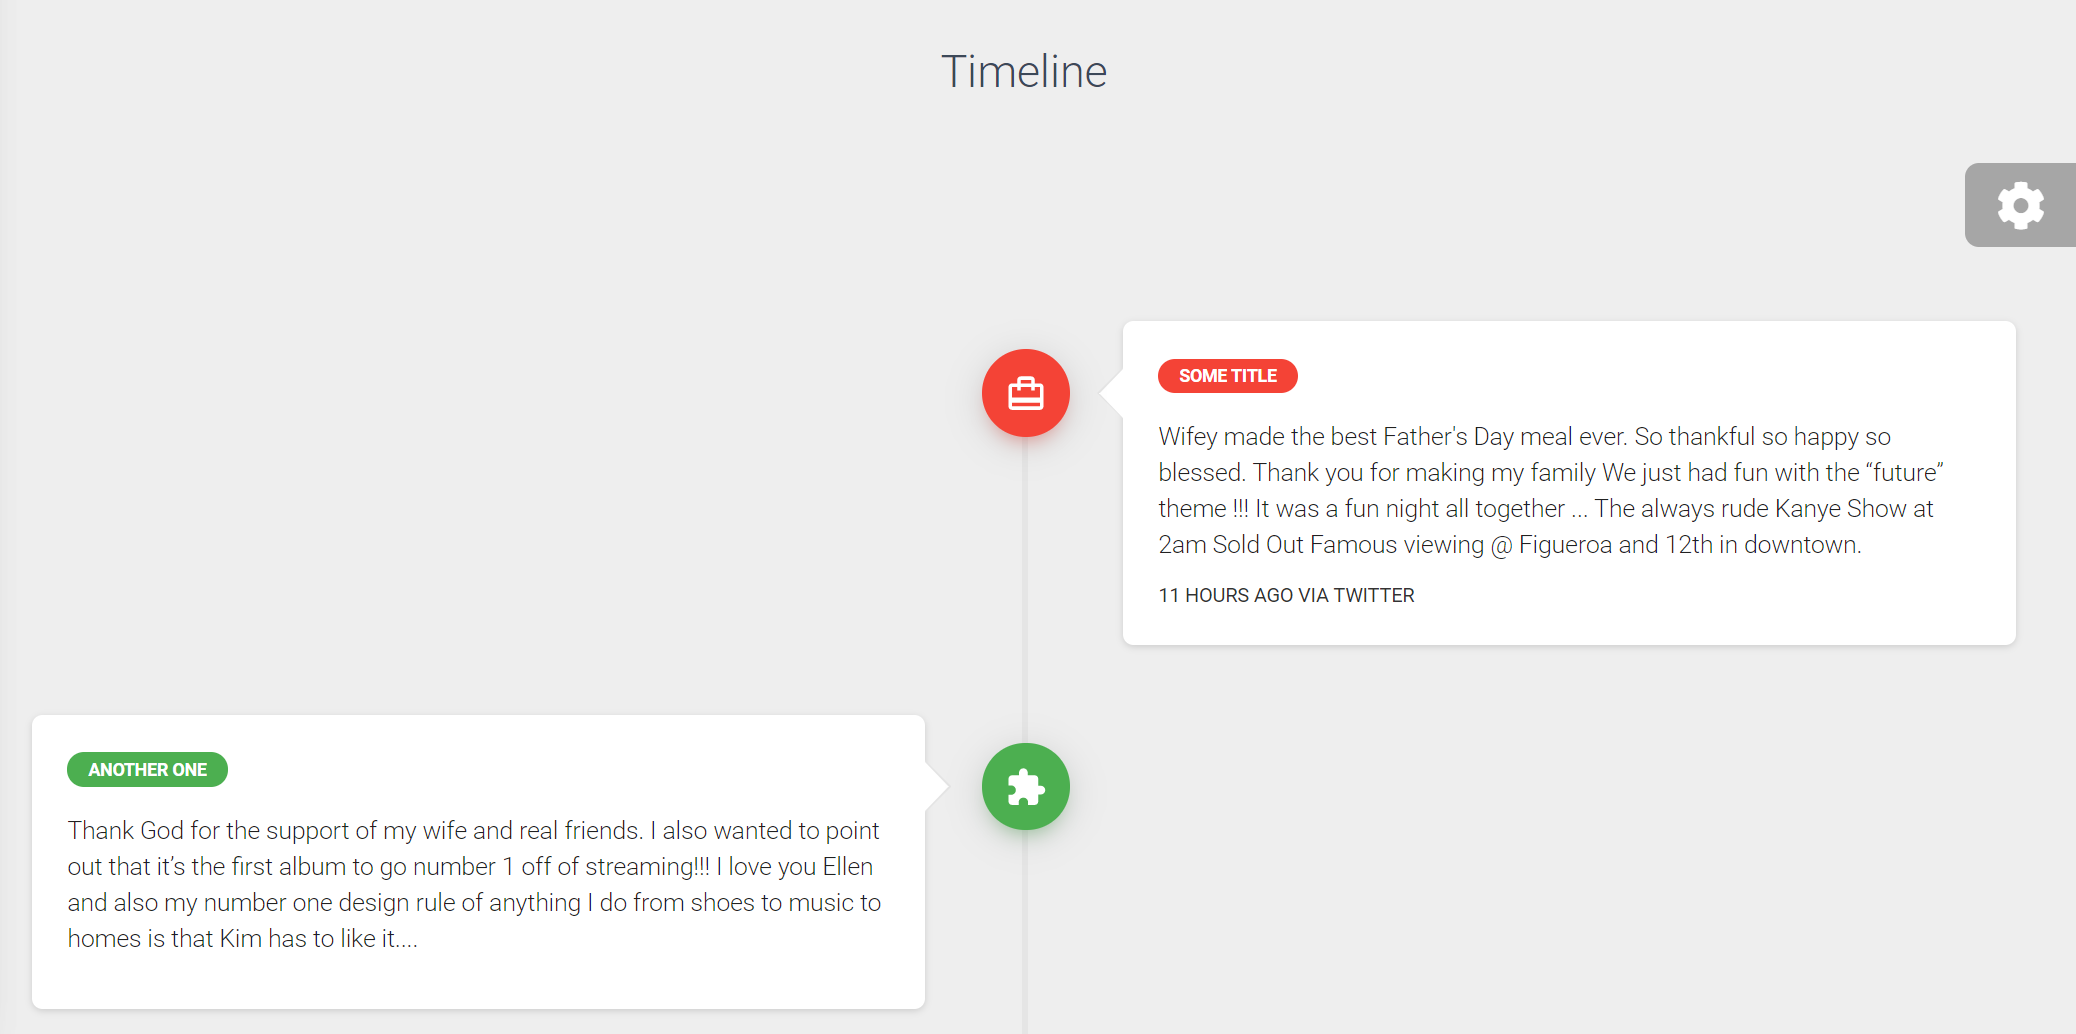 Timeline
SOME TITLE
Wifey made the best Father's Day meal ever. So thankful so happy so
blessed. Thank you for making my family We just had fun with the “future”
theme !!! It was a fun night all together ... The always rude Kanye Show at
2am Sold Out Famous viewing @ Figueroa and 12th in downtown.
11 HOURS AGO VIA TWITTER
ANOTHER ONE
Thank God for the support of my wife and real friends. I also wanted to point
out that it’s the first album to go number 1 off of streaming!!! I love you Ellen
and also my number one design rule of anything I do from shoes to music to
homes is that Kim has to like it....